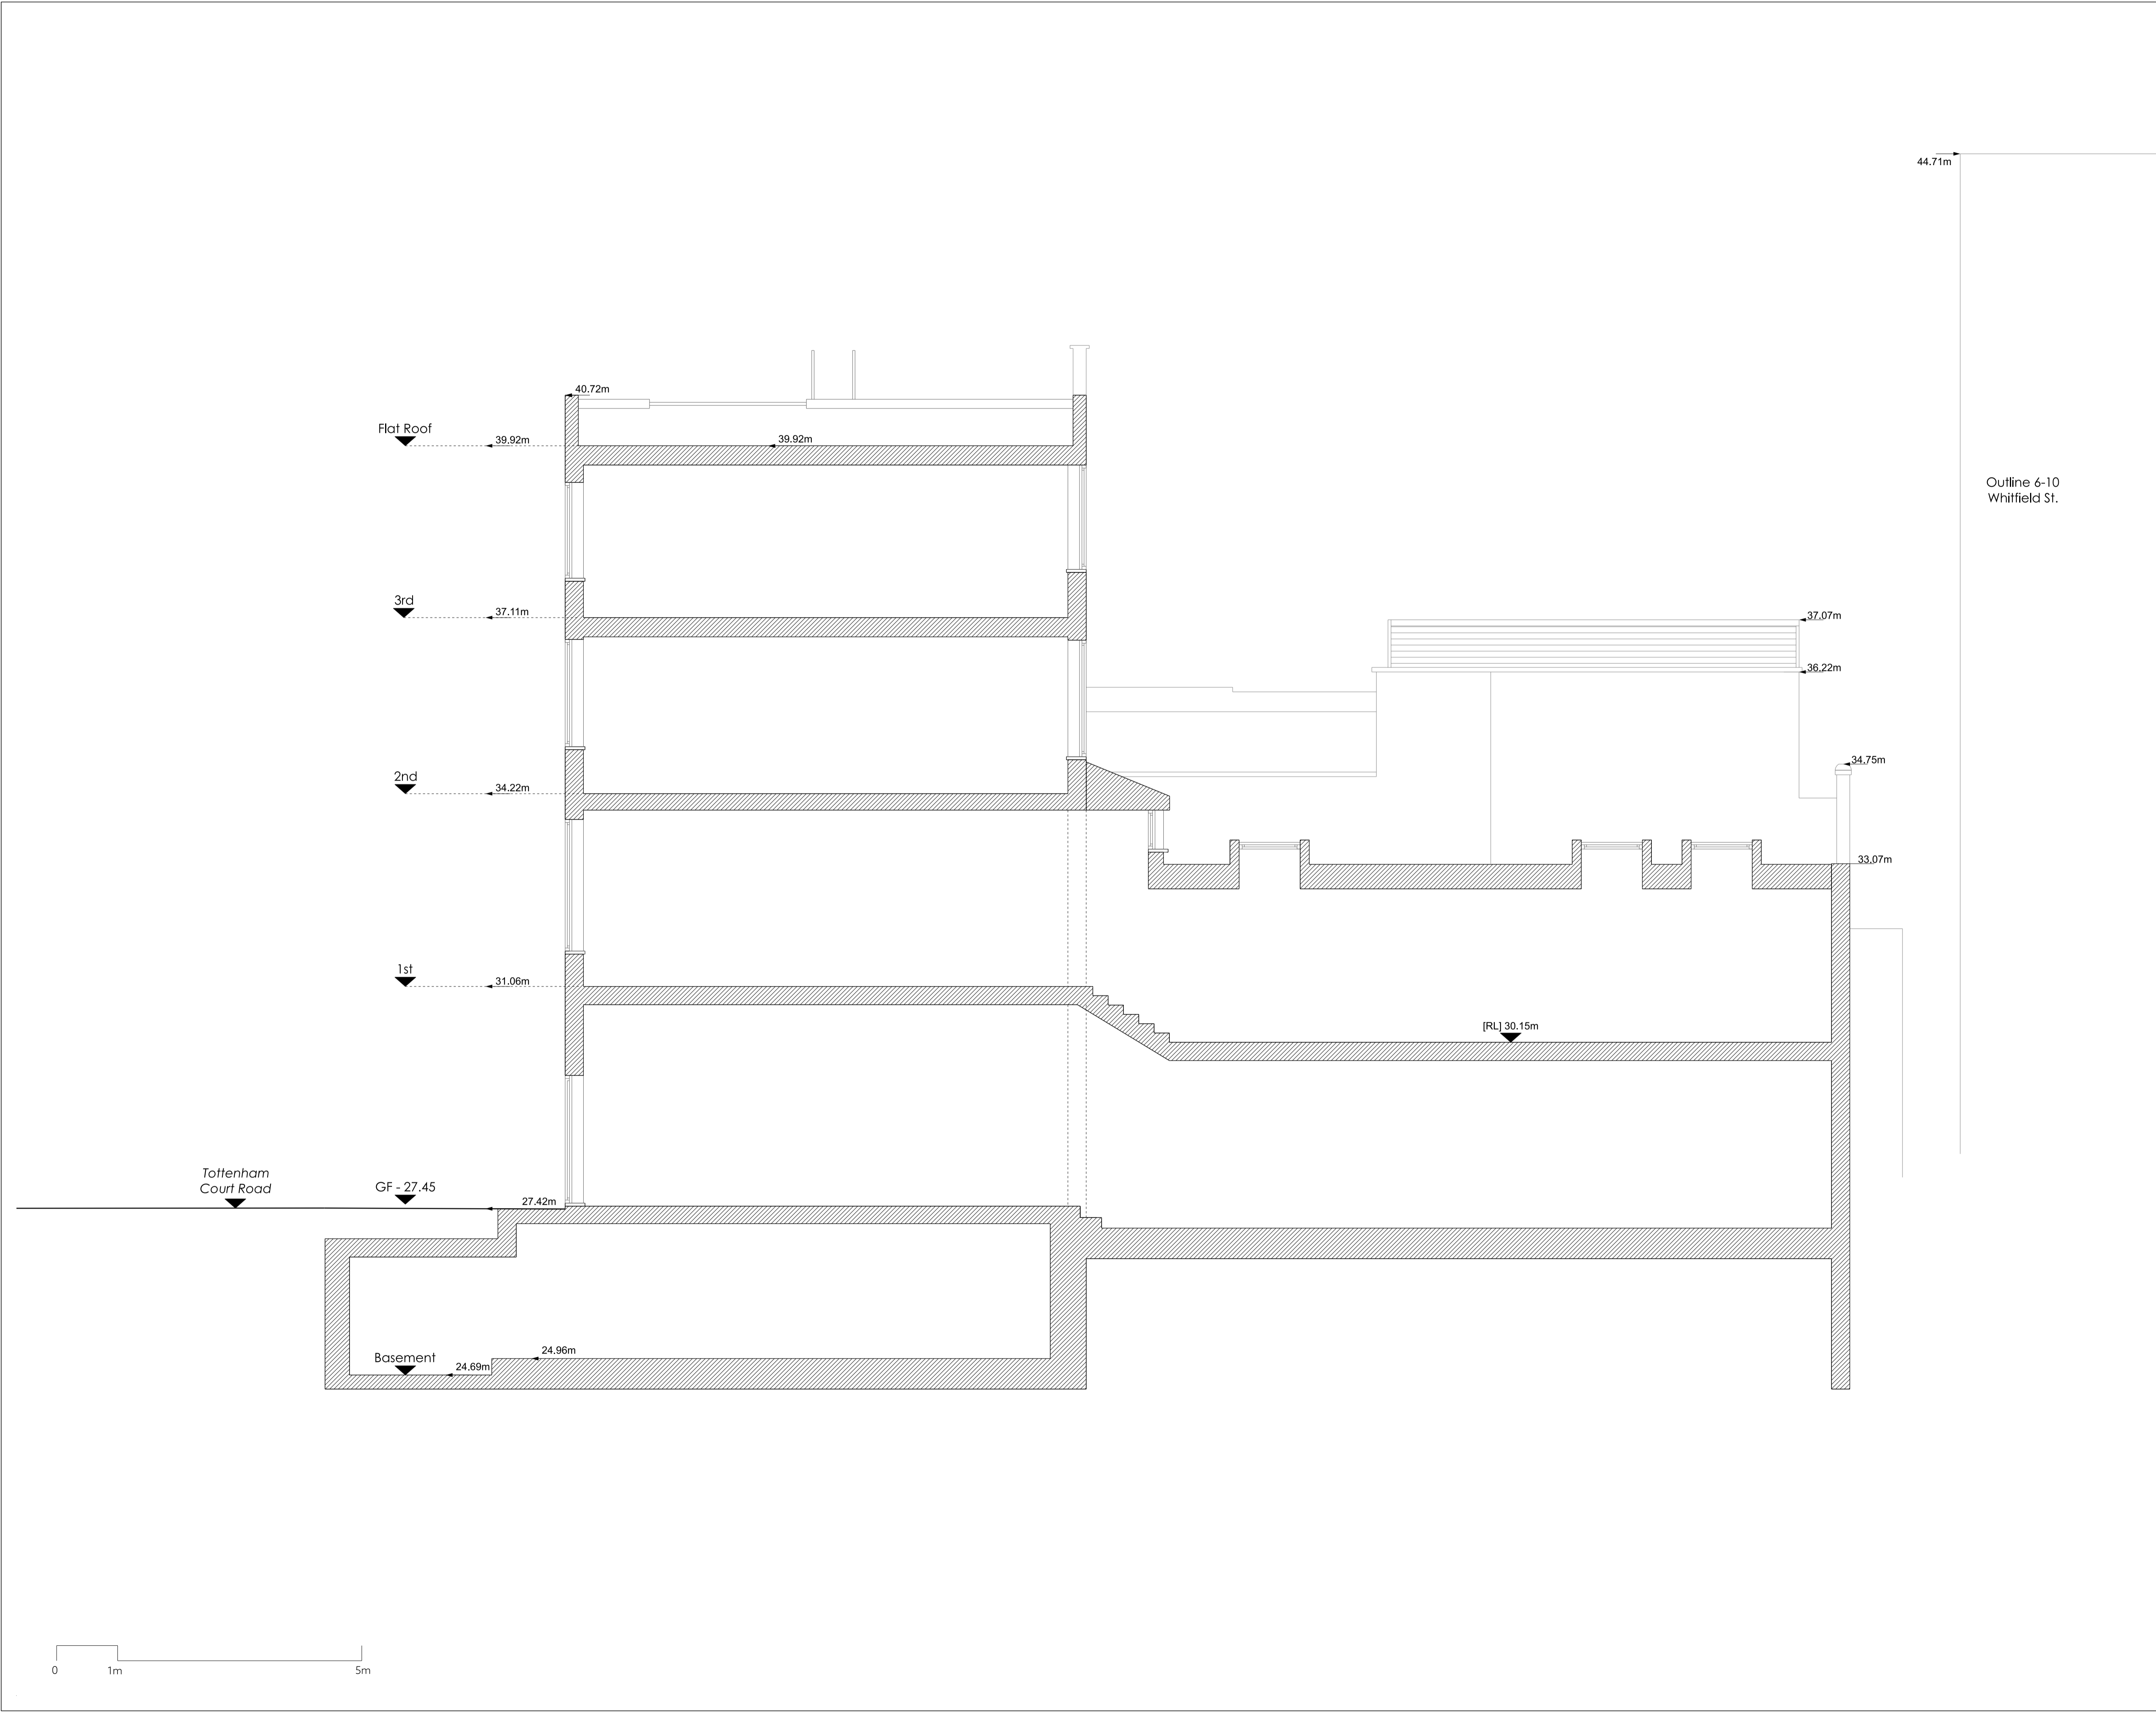 44.71m
40.72m
Flat Roof
39.92m
39.92m
Outline 6-10
Whitfield St.
3rd
37.11m
37.07m
36.22m
2nd
34.22m
34.75m
33.07m
1st
31.06m
[RL] 30.15m
Tottenham
Court Road
GF - 27.45
27.42m
Basement
24.69m
24.96m
0
1m
5m